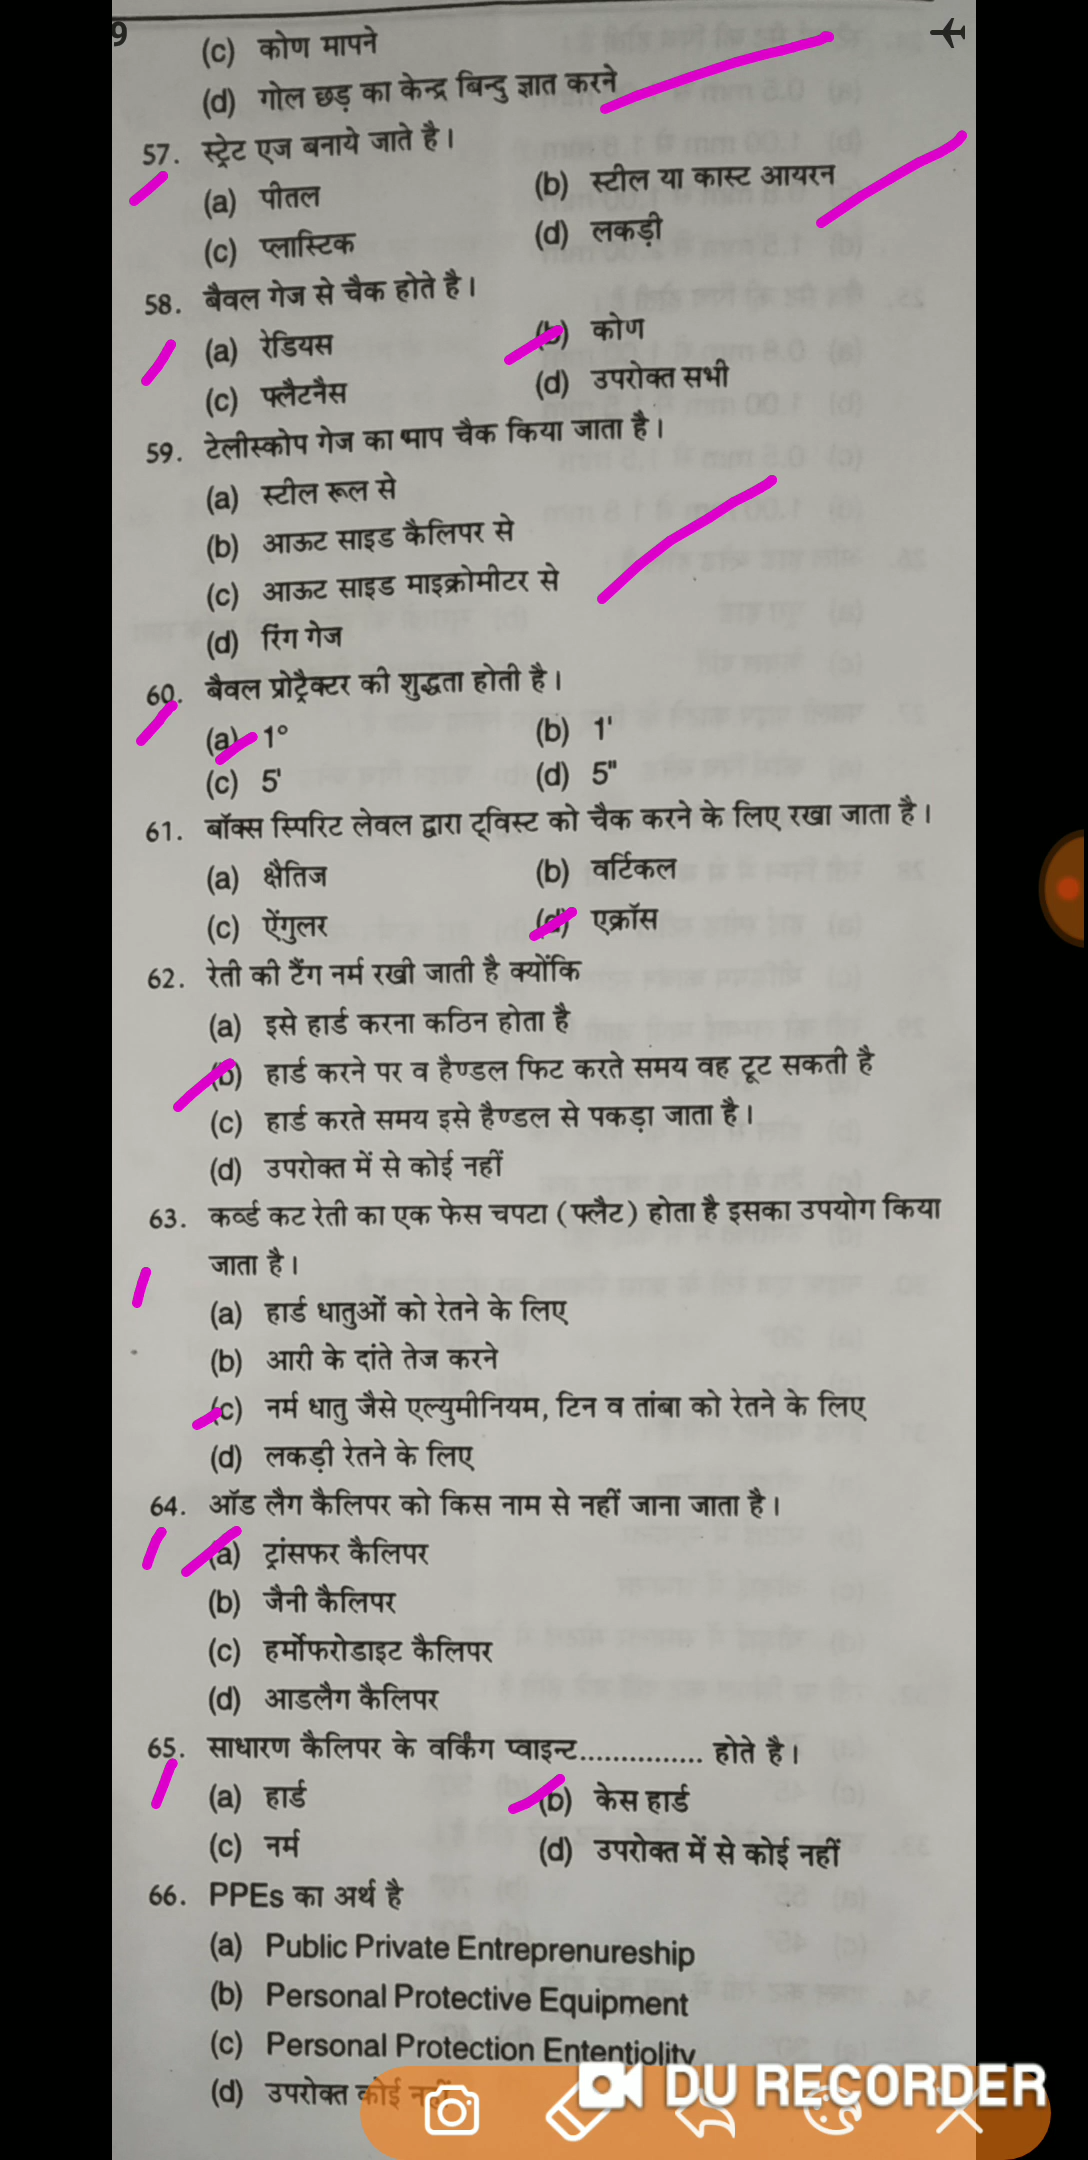 9
(c) कोण मापने
(d) गोल छड़ का केन्द्र बिन्दु ज्ञात करने
57. स्ट्रेट एज बनाये जाते है।
(a) पीतल (b) स्टील या कास्ट आयरन
(c) प्लास्टिक (d) लकड़ी
58. बैवल गेज से चैक होते है।
(a) रेडियस (b) कोण
(c) फ्लैटनैस (d) उपरोक्त सभी
59. टेलीस्कोप गेज का माप चैक किया जाता है।
(a) स्टील रूल से
(b) आऊट साइड कैलिपर से
(c) आऊट साइड माइक्रोमीटर से
(d) रिंग गेज
60. बैवल प्रोट्रैक्टर की शुद्धता होती है।
(a) 1° (b) 1'
(c) 5' (d) 5"
61. बॉक्स स्पिरिट लेवल द्वारा ट्विस्ट को चैक करने के लिए रखा जाता है।
(a) क्षैतिज (b) वर्टिकल
(c) ऐंगुलर (d) एक्रॉस
62. रेती की टैंग नर्म रखी जाती है क्योंकि
(a) इसे हार्ड करना कठिन होता है
(b) हार्ड करने पर व हैण्डल फिट करते समय वह टूट सकती है
(c) हार्ड करते समय इसे हैण्डल से पकड़ा जाता है।
(d) उपरोक्त में से कोई नहीं
63. कर्व्ड कट रेती का एक फेस चपटा (फ्लैट) होता है इसका उपयोग किया
जाता है।
(a) हार्ड धातुओं को रेतने के लिए
(b) आरी के दांते तेज करने
(c) नर्म धातु जैसे एल्युमीनियम, टिन व तांबा को रेतने के लिए
(d) लकड़ी रेतने के लिए
64. ऑड लैग कैलिपर को किस नाम से नहीं जाना जाता है।
(a) ट्रांसफर कैलिपर
(b) जैनी कैलिपर
(c) हर्मोफरोडाइट कैलिपर
(d) आडलैग कैलिपर
65. साधारण कैलिपर के वर्किंग प्वाइन्ट............... होते है।
(a) हार्ड (b) केस हार्ड
(c) नर्म (d) उपरोक्त में से कोई नहीं
66. PPEs का अर्थ है
(a) Public Private Entreprenureship
(b) Personal Protective Equipment
(c) Personal Protection Ententiolity
(d) उपरोक्त कोई नहीं
DU RECORDER